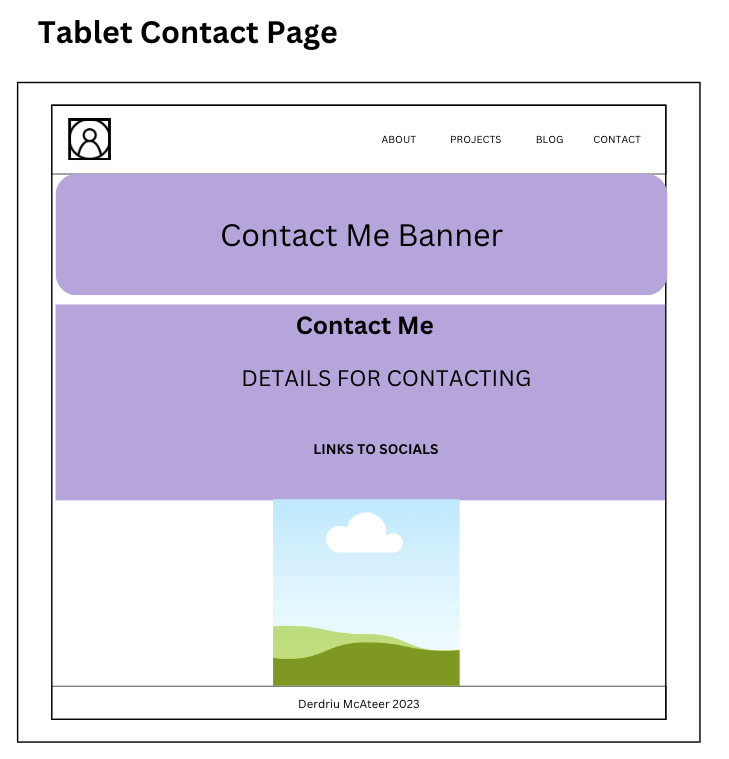 Tablet Contact Page
ABOUT PROJECTS BLOG CONTACT
Contact Me Banner
Contact Me
DETAILS FOR CONTACTING
LINKS TO SOCIALS
Derdriu McAteer 2023